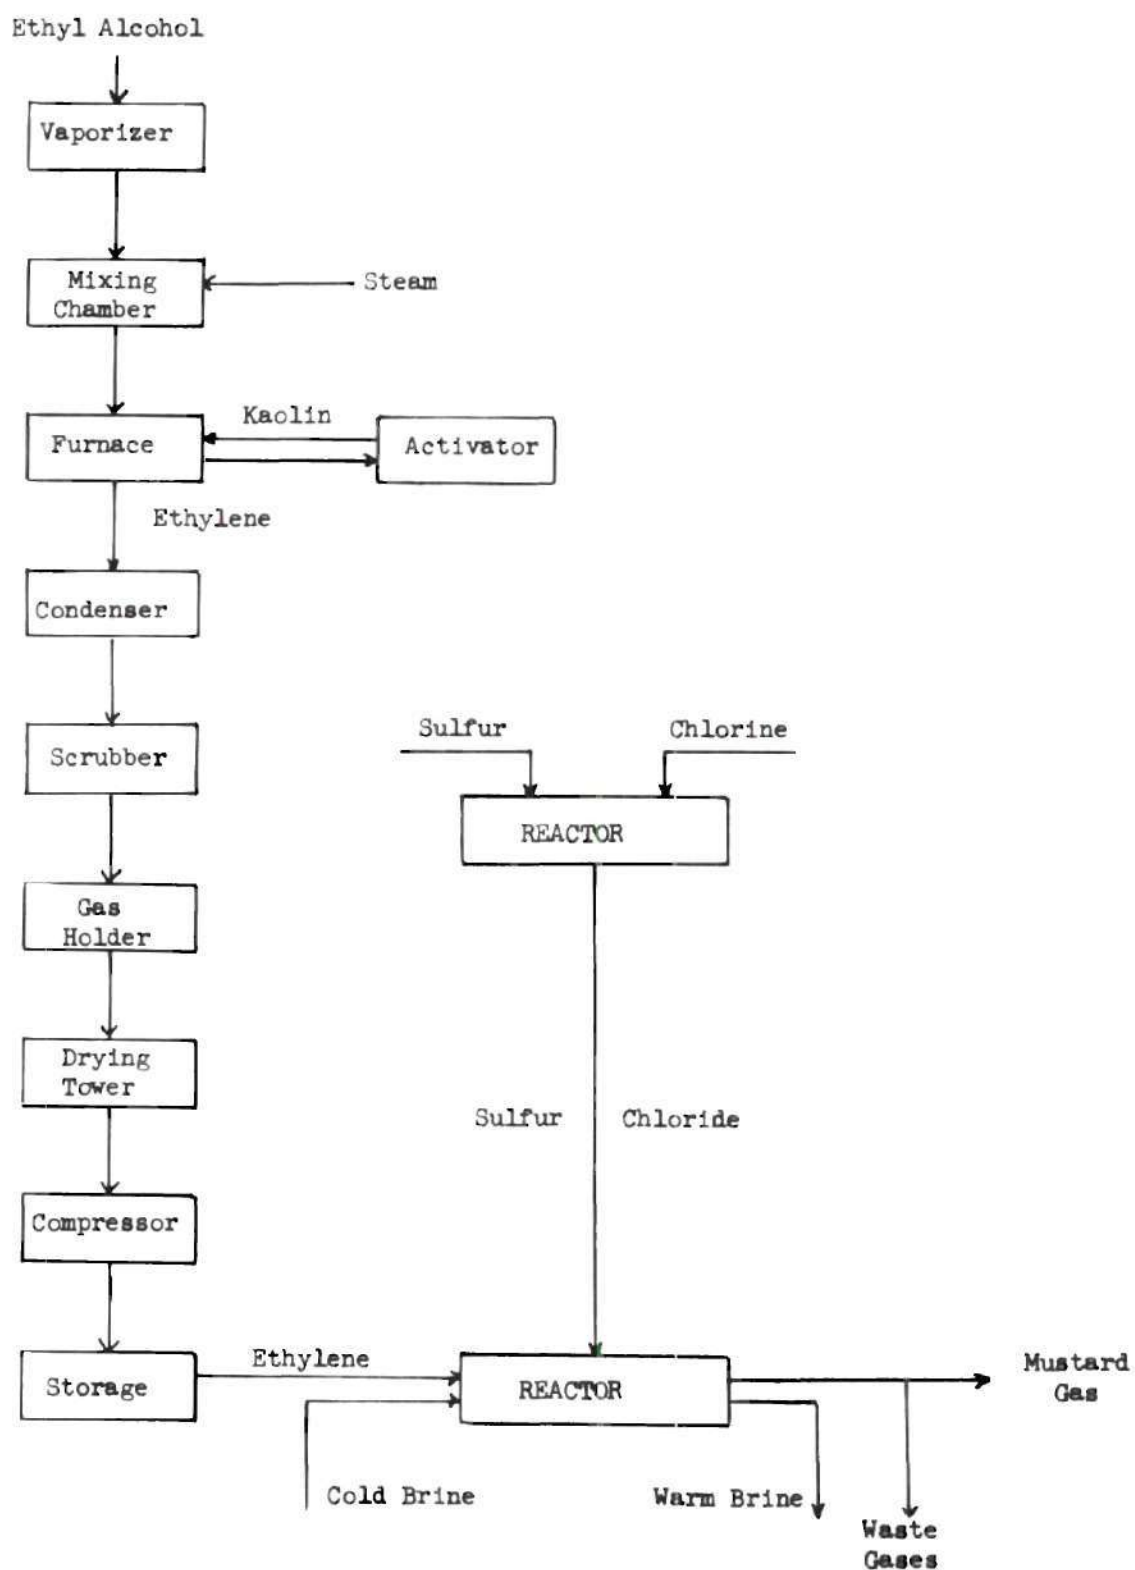 Ethyl Alcohol
Vaporizer
Mixing
Chamber
Steam
Furnace
Kaolin
Activator
Ethylene
Condenser
Sulfur
Chlorine
Scrubber
REACTOR
Gas
Holder
Drying
Tower
Sulfur Chloride
Compressor
Storage
Ethylene
REACTOR
Mustard
Gas
Cold Brine
Warm Brine
Waste
Gases